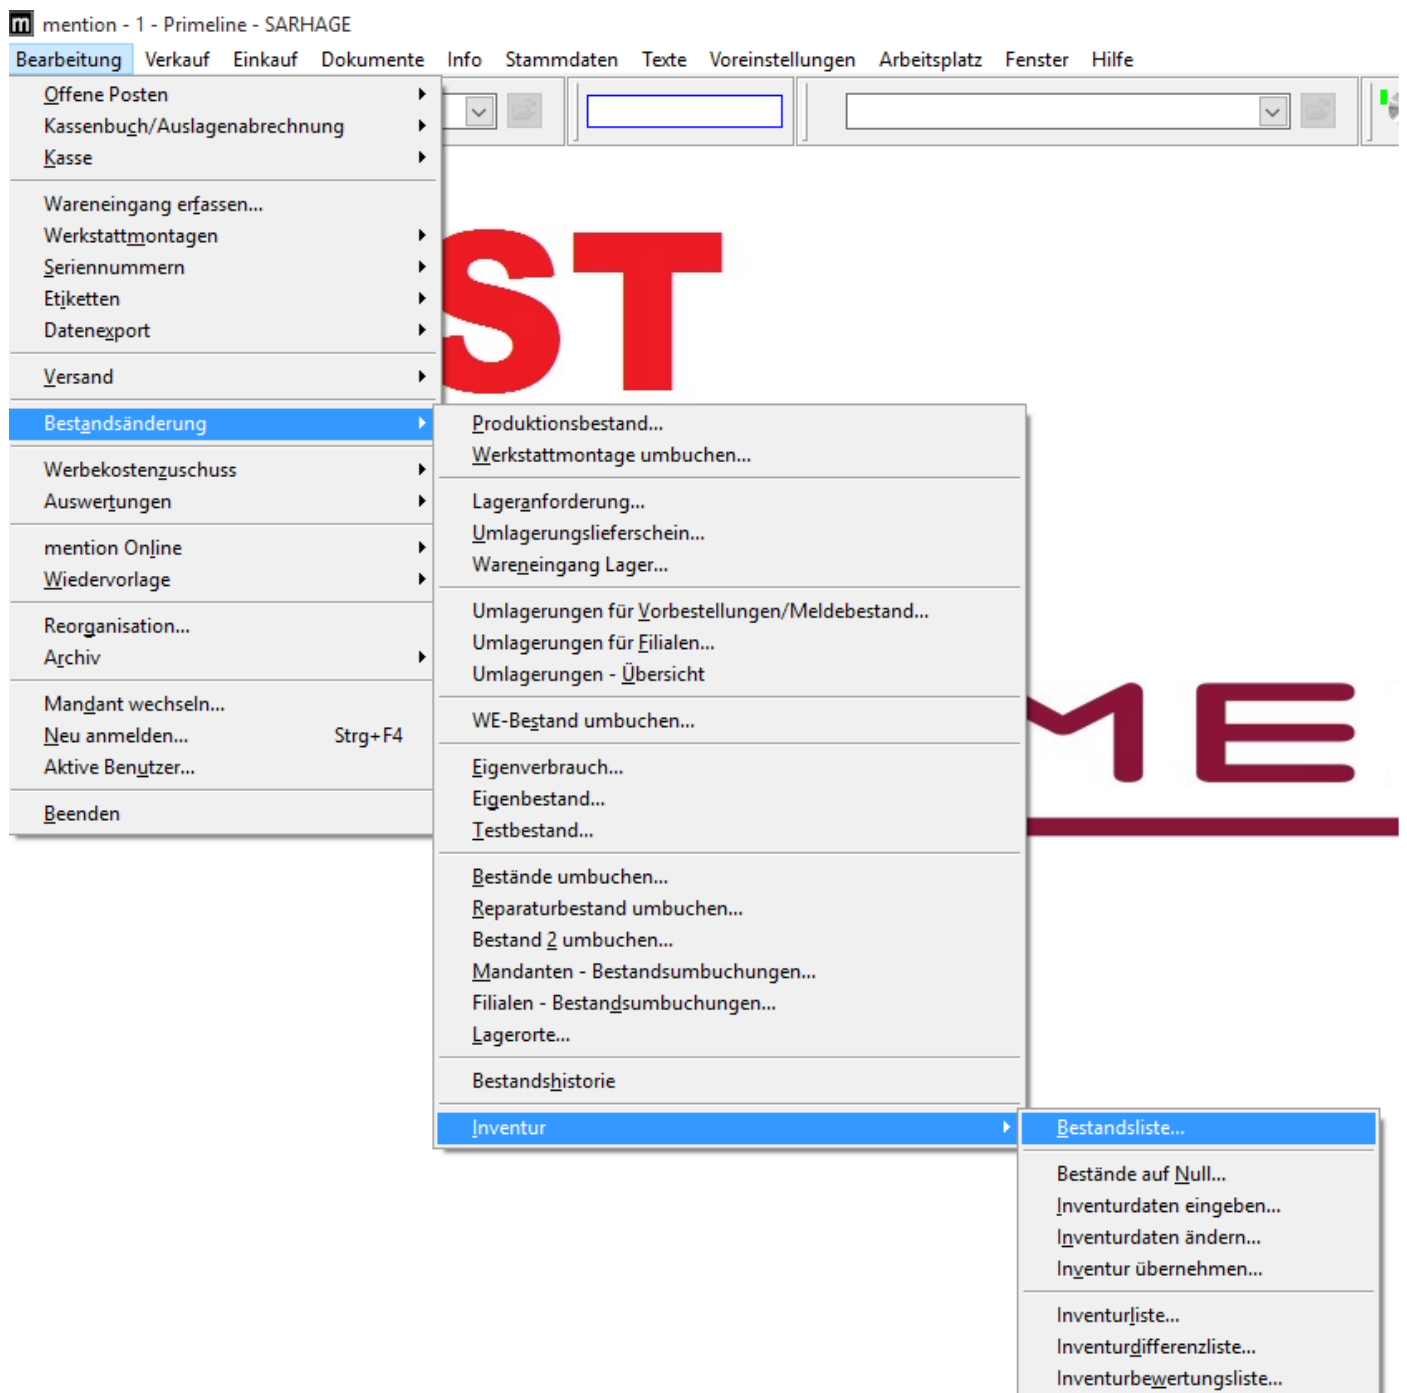 mention - 1 - Primeline - SARHAGE
Bearbeitung Verkauf Einkauf Dokumente Info Stammdaten Texte Voreinstellungen Arbeitsplatz Fenster Hilfe
Offene Posten
Kassenbuch/Auslagenabrechnung
Kasse
Wareneingang erfassen...
Werkstattmontagen
Seriennummern
Etiketten
Datenexport
Versand
Bestandsänderung
Werbekostenzuschuss
Auswertungen
mention Online
Wiedervorlage
Reorganisation...
Archiv
Mandant wechseln...
Neu anmelden... Strg+F4
Aktive Benutzer...
Beenden
ST
Produktionsbestand...
Werkstattmontage umbuchen...
Lageranforderung...
Umlagerungslieferschein...
Wareneingang Lager...
Umlagerungen für Vorbestellungen/Meldebestand...
Umlagerungen für Filialen...
Umlagerungen - Übersicht
WE-Bestand umbuchen...
Eigenverbrauch...
Eigenbestand...
Testbestand...
Bestände umbuchen...
Reparaturbestand umbuchen...
Bestand 2 umbuchen...
Mandanten - Bestandsumbuchungen...
Filialen - Bestandsumbuchungen...
Lagerorte...
Bestandshistorie
Inventur
ME
Bestandsliste...
Bestände auf Null...
Inventurdaten eingeben...
Inventurdaten ändern...
Inventur übernehmen...
Inventurliste...
Inventurdifferenzliste...
Inventurbewertungsliste...